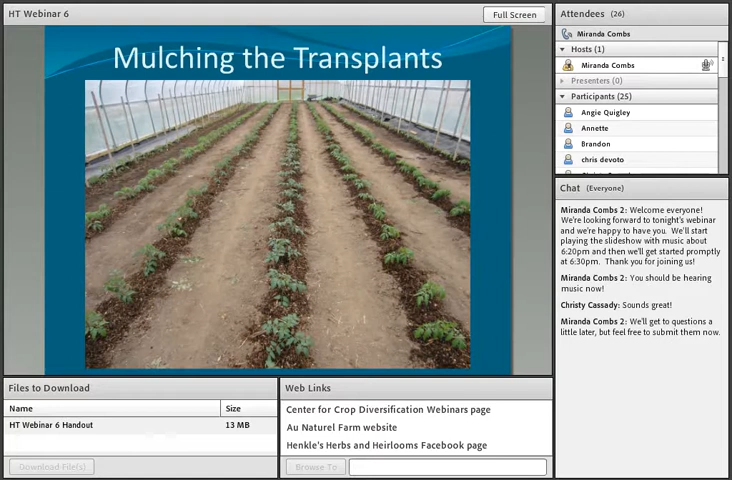 HT Webinar 6
Full Screen
Mulching the Transplants
Files to Download
Name
Size
HT Webinar 6 Handout
13 MB
Download File(s)
Web Links
Center for Crop Diversification Webinars page
Au Naturel Farm website
Henkle's Herbs and Heirlooms Facebook page
Browse To
Attendees (26)
Miranda Combs
Hosts (1)
Miranda Combs
Presenters (0)
Participants (25)
Angie Quigley
Annette
Brandon
chris devoto
Chat (Everyone)
Miranda Combs 2: Welcome everyone!
We're looking forward to tonight's webinar
and we're happy to have you. We'll start
playing the slideshow with music about
6:20pm and then we'll get started promptly
at 6:30pm. Thank you for joining us!
Miranda Combs 2: You should be hearing
music now!
Christy Cassady: Sounds great!
Miranda Combs 2: We'll get to questions a
little later, but feel free to submit them now.